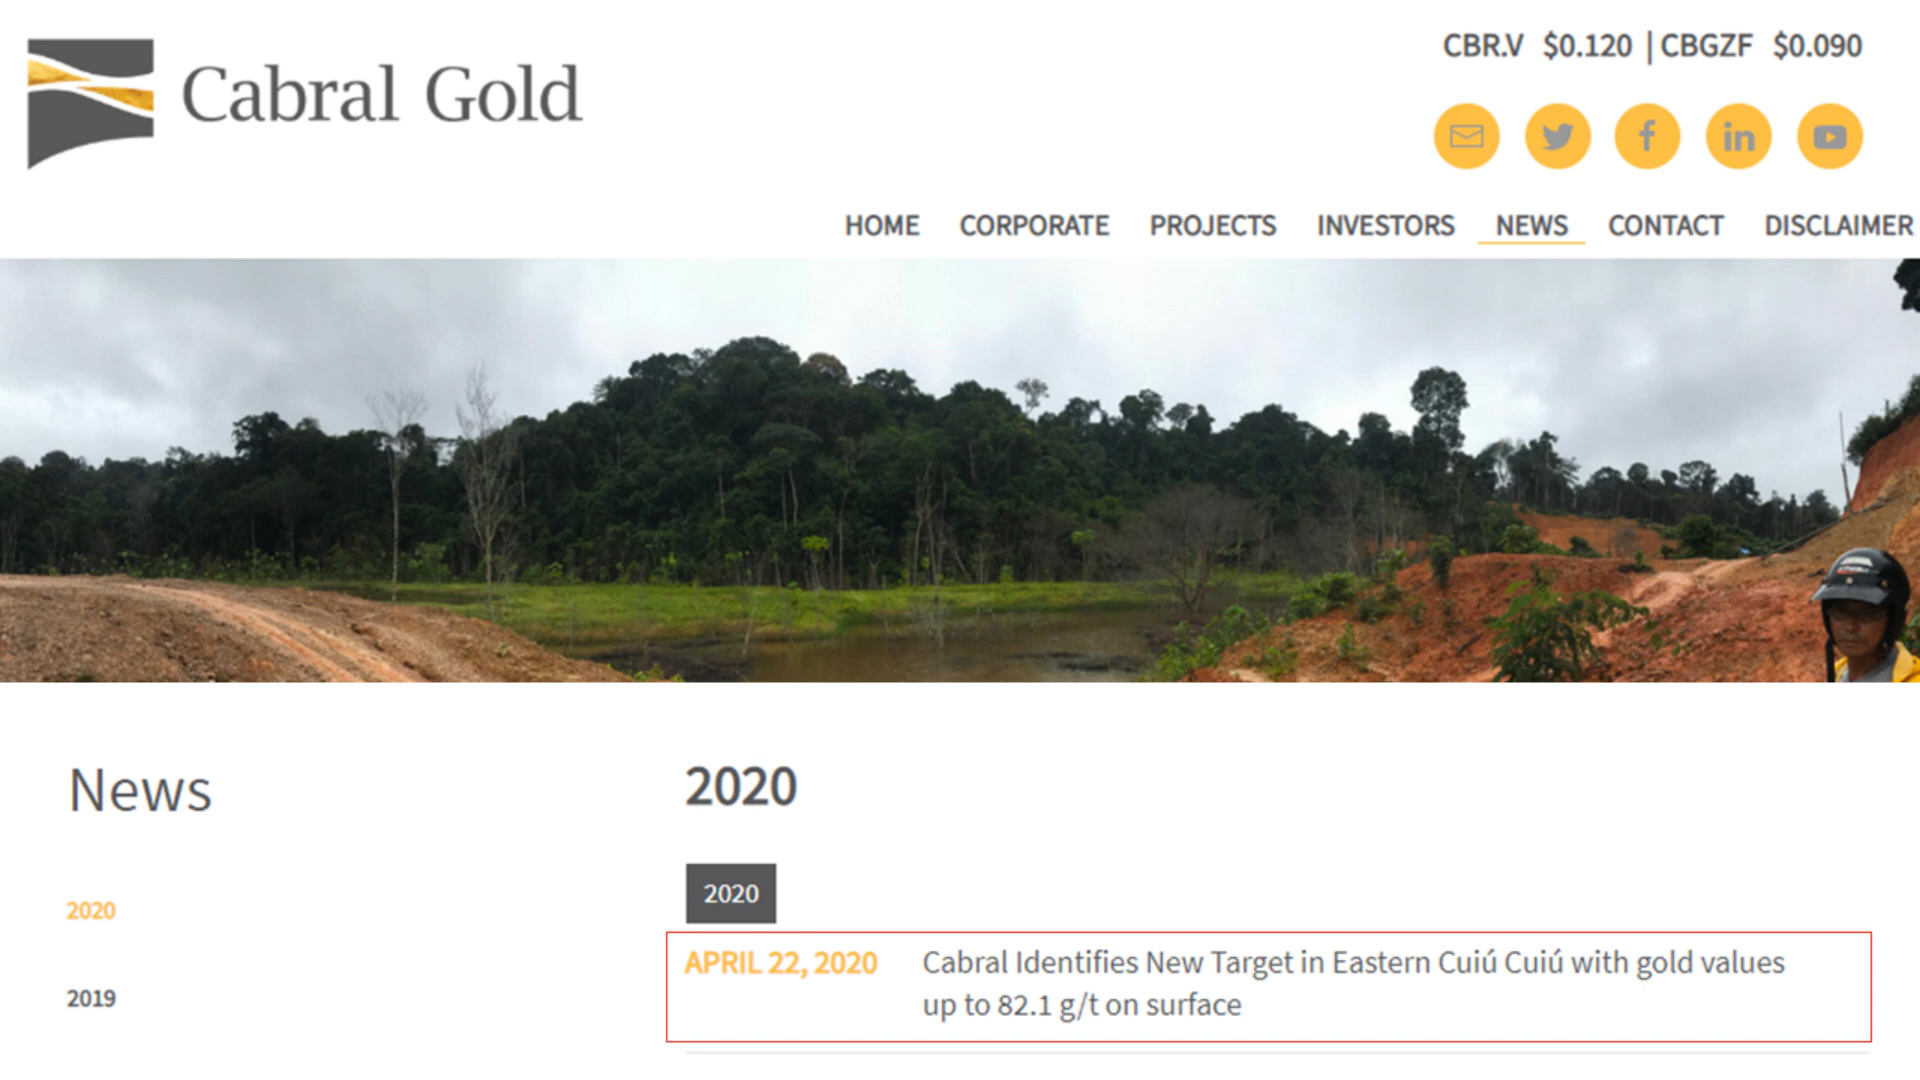 Cabral Gold
CBR.V $0.120 | CBGZF $0.090
HOME CORPORATE PROJECTS INVESTORS NEWS CONTACT DISCLAIMER
News
2020
2019
2020
2020
APRIL 22, 2020 Cabral Identifies New Target in Eastern Cuiú Cuiú with gold values
up to 82.1 g/t on surface